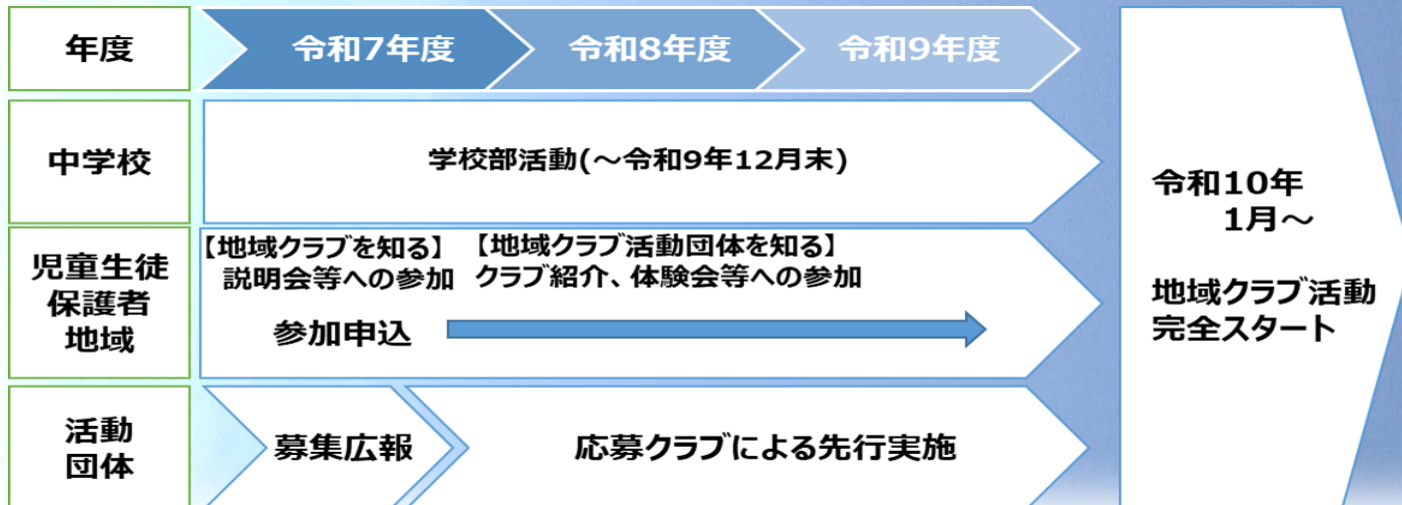 年度
令和7年度
令和8年度
令和9年度
中学校
学校部活動(～令和9年12月末)
児童生徒
保護者
地域
【地域クラブを知る】
説明会等への参加
【地域クラブ活動団体を知る】
クラブ紹介、体験会等への参加
参加申込
活動
団体
募集広報
応募クラブによる先行実施
令和10年
1月～
地域クラブ活動
完全スタート